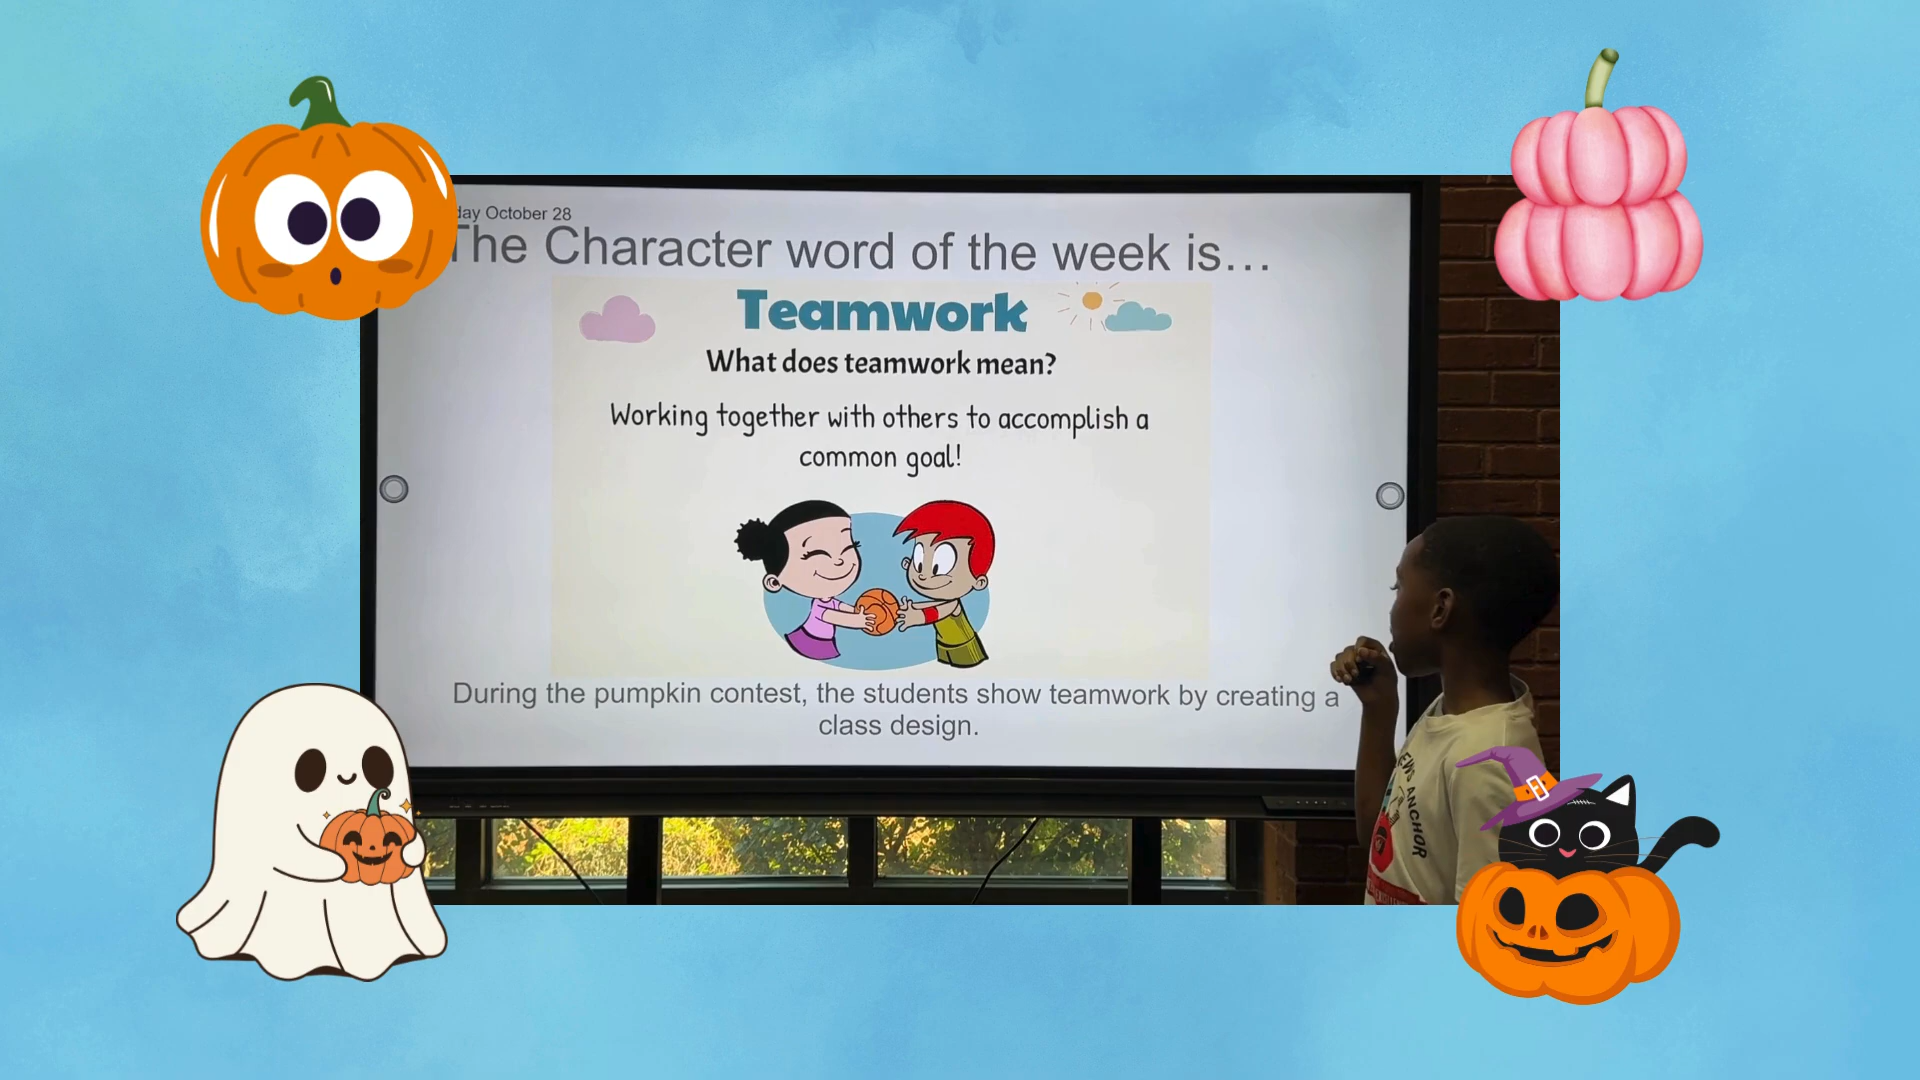 day October 28
The Character word of the week is...
Teamwork
What does teamwork mean?
Working together with others to accomplish a
common goal!
During the pumpkin contest, the students show teamwork by creating a
class design.
ANCHOR